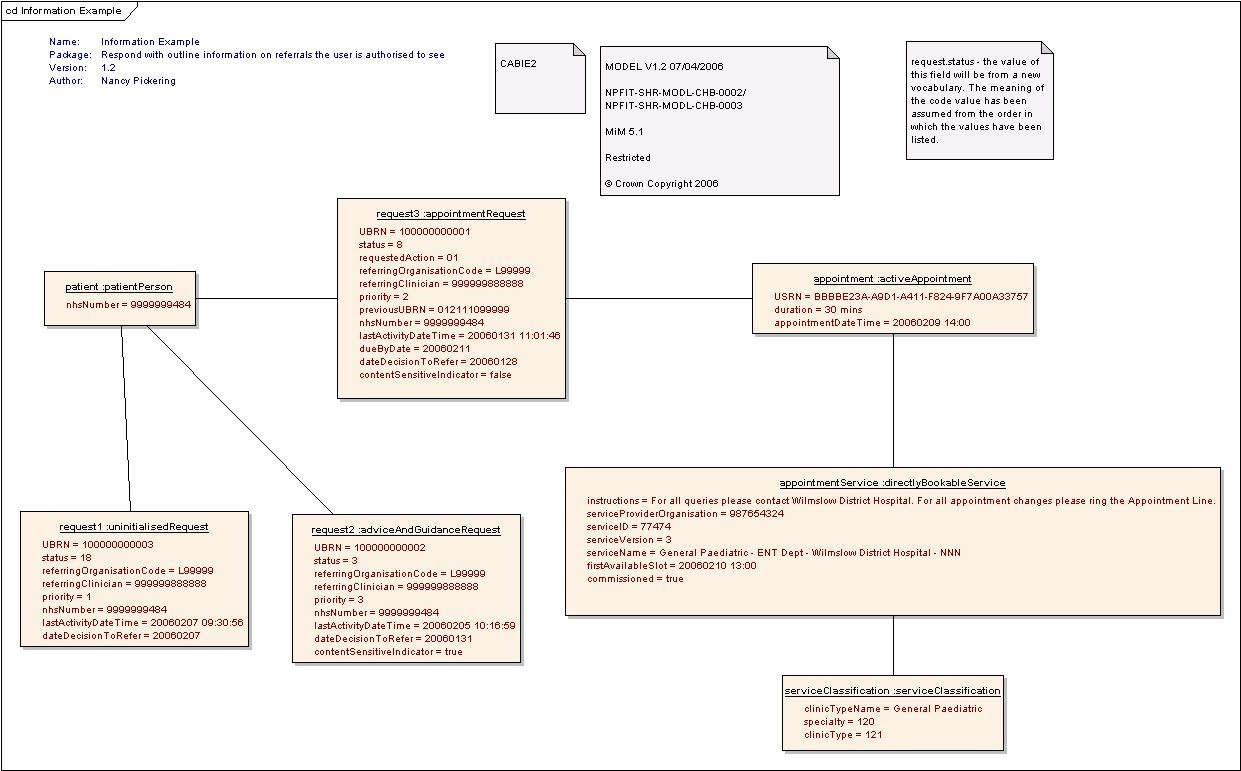 cd Information Example
Name: Information Example
Package: Respond with outline information on referrals the user is authorised to see
Version: 1.2
Author: Nancy Pickering
CABIE2
MODEL V1.2 07/04/2006
NPFIT-SHR-MODL-CHB-0002/
NPFIT-SHR-MODL-CHB-0003
MiM 5.1
Restricted
© Crown Copyright 2006
request.status - the value of
this field will be from a new
vocabulary. The meaning of
the code value has been
assumed from the order in
which the values have been
listed.
request3 :appointmentRequest
UBRN = 100000000001
status = 8
requestedAction = 01
referringOrganisationCode = L99999
referringClinician = 999999888888
priority = 2
previousUBRN = 012111099999
nhsNumber = 9999999484
lastActivityDateTime = 20060131 11:01:46
dueByDate = 20060211
dateDecisionToRefer = 20060128
contentSensitiveIndicator = false
patient :patientPerson
nhsNumber = 9999999484
appointment :activeAppointment
USRN = BBBBE23A-A9D1-A411-F824-9F7A00A33757
duration = 30 mins
appointmentDateTime = 20060209 14:00
appointmentService :directlyBookableService
instructions = For all queries please contact Wilmslow District Hospital. For all appointment changes please ring the Appointment Line.
serviceProviderOrganisation = 987654324
serviceID = 77474
serviceVersion = 3
serviceName = General Paediatric - ENT Dept - Wilmslow District Hospital - NNN
firstAvailableSlot = 20060210 13:00
commissioned = true
request1 :uninitialisedRequest
UBRN = 100000000003
status = 18
referringOrganisationCode = L99999
referringClinician = 999999888888
priority = 1
nhsNumber = 9999999484
lastActivityDateTime = 20060207 09:30:56
dateDecisionToRefer = 20060207
request2 :adviceAndGuidanceRequest
UBRN = 100000000002
status = 3
referringOrganisationCode = L99999
referringClinician = 999999888888
priority = 3
nhsNumber = 9999999484
lastActivityDateTime = 20060205 10:16:59
dateDecisionToRefer = 20060131
contentSensitiveIndicator = true
serviceClassification :serviceClassification
clinicTypeName = General Paediatric
specialty = 120
clinicType = 121